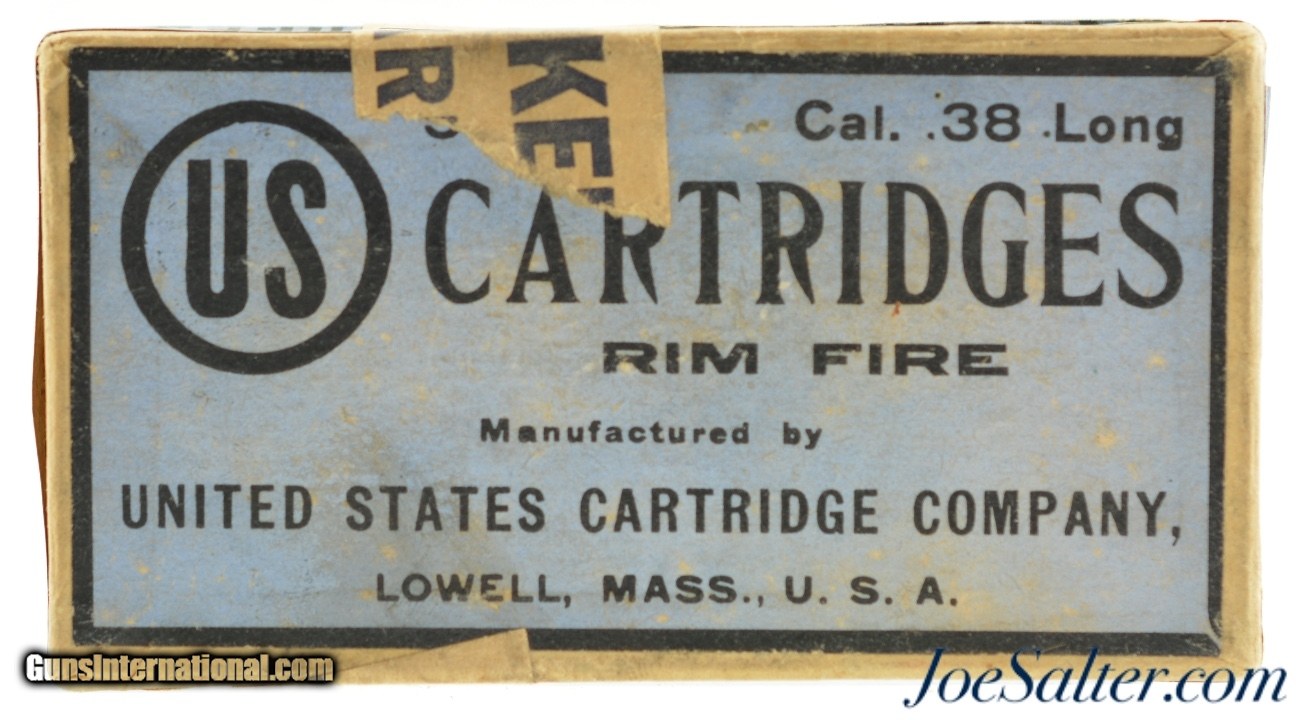 US
Cal. .38 Long
CARTRIDGES
RIM FIRE
Manufactured by
UNITED STATES CARTRIDGE COMPANY,
LOWELL, MASS., U. S. A.
GunsInternational.com
JoeSalter.com